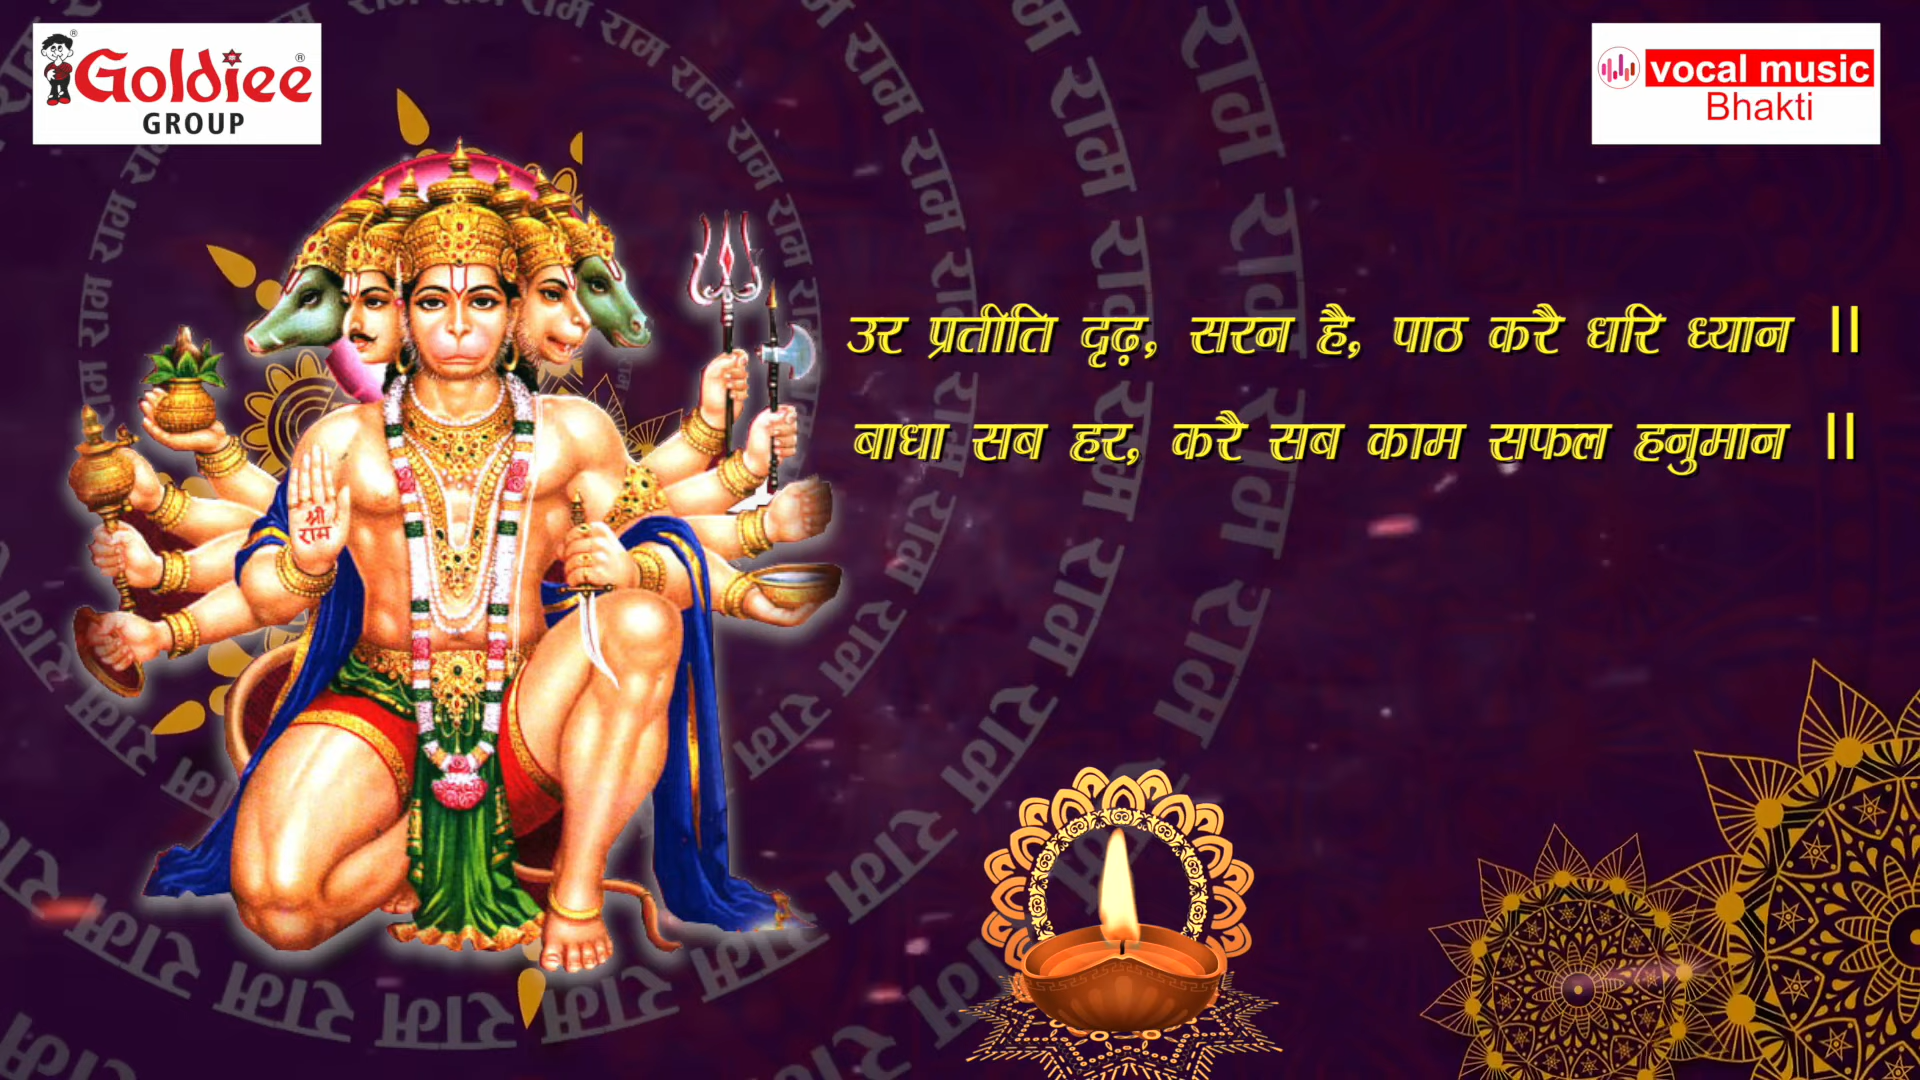 Goldiee
GROUP
vocal music
Bhakti
उर प्रतीति दृढ़, सरन है, पाठ करै धरि ध्यान ।।
बाधा सब हर, करै सब काम सफल हनुमान ।।
श्री
राम
राम राम राम राम राम राम राम राम राम राम